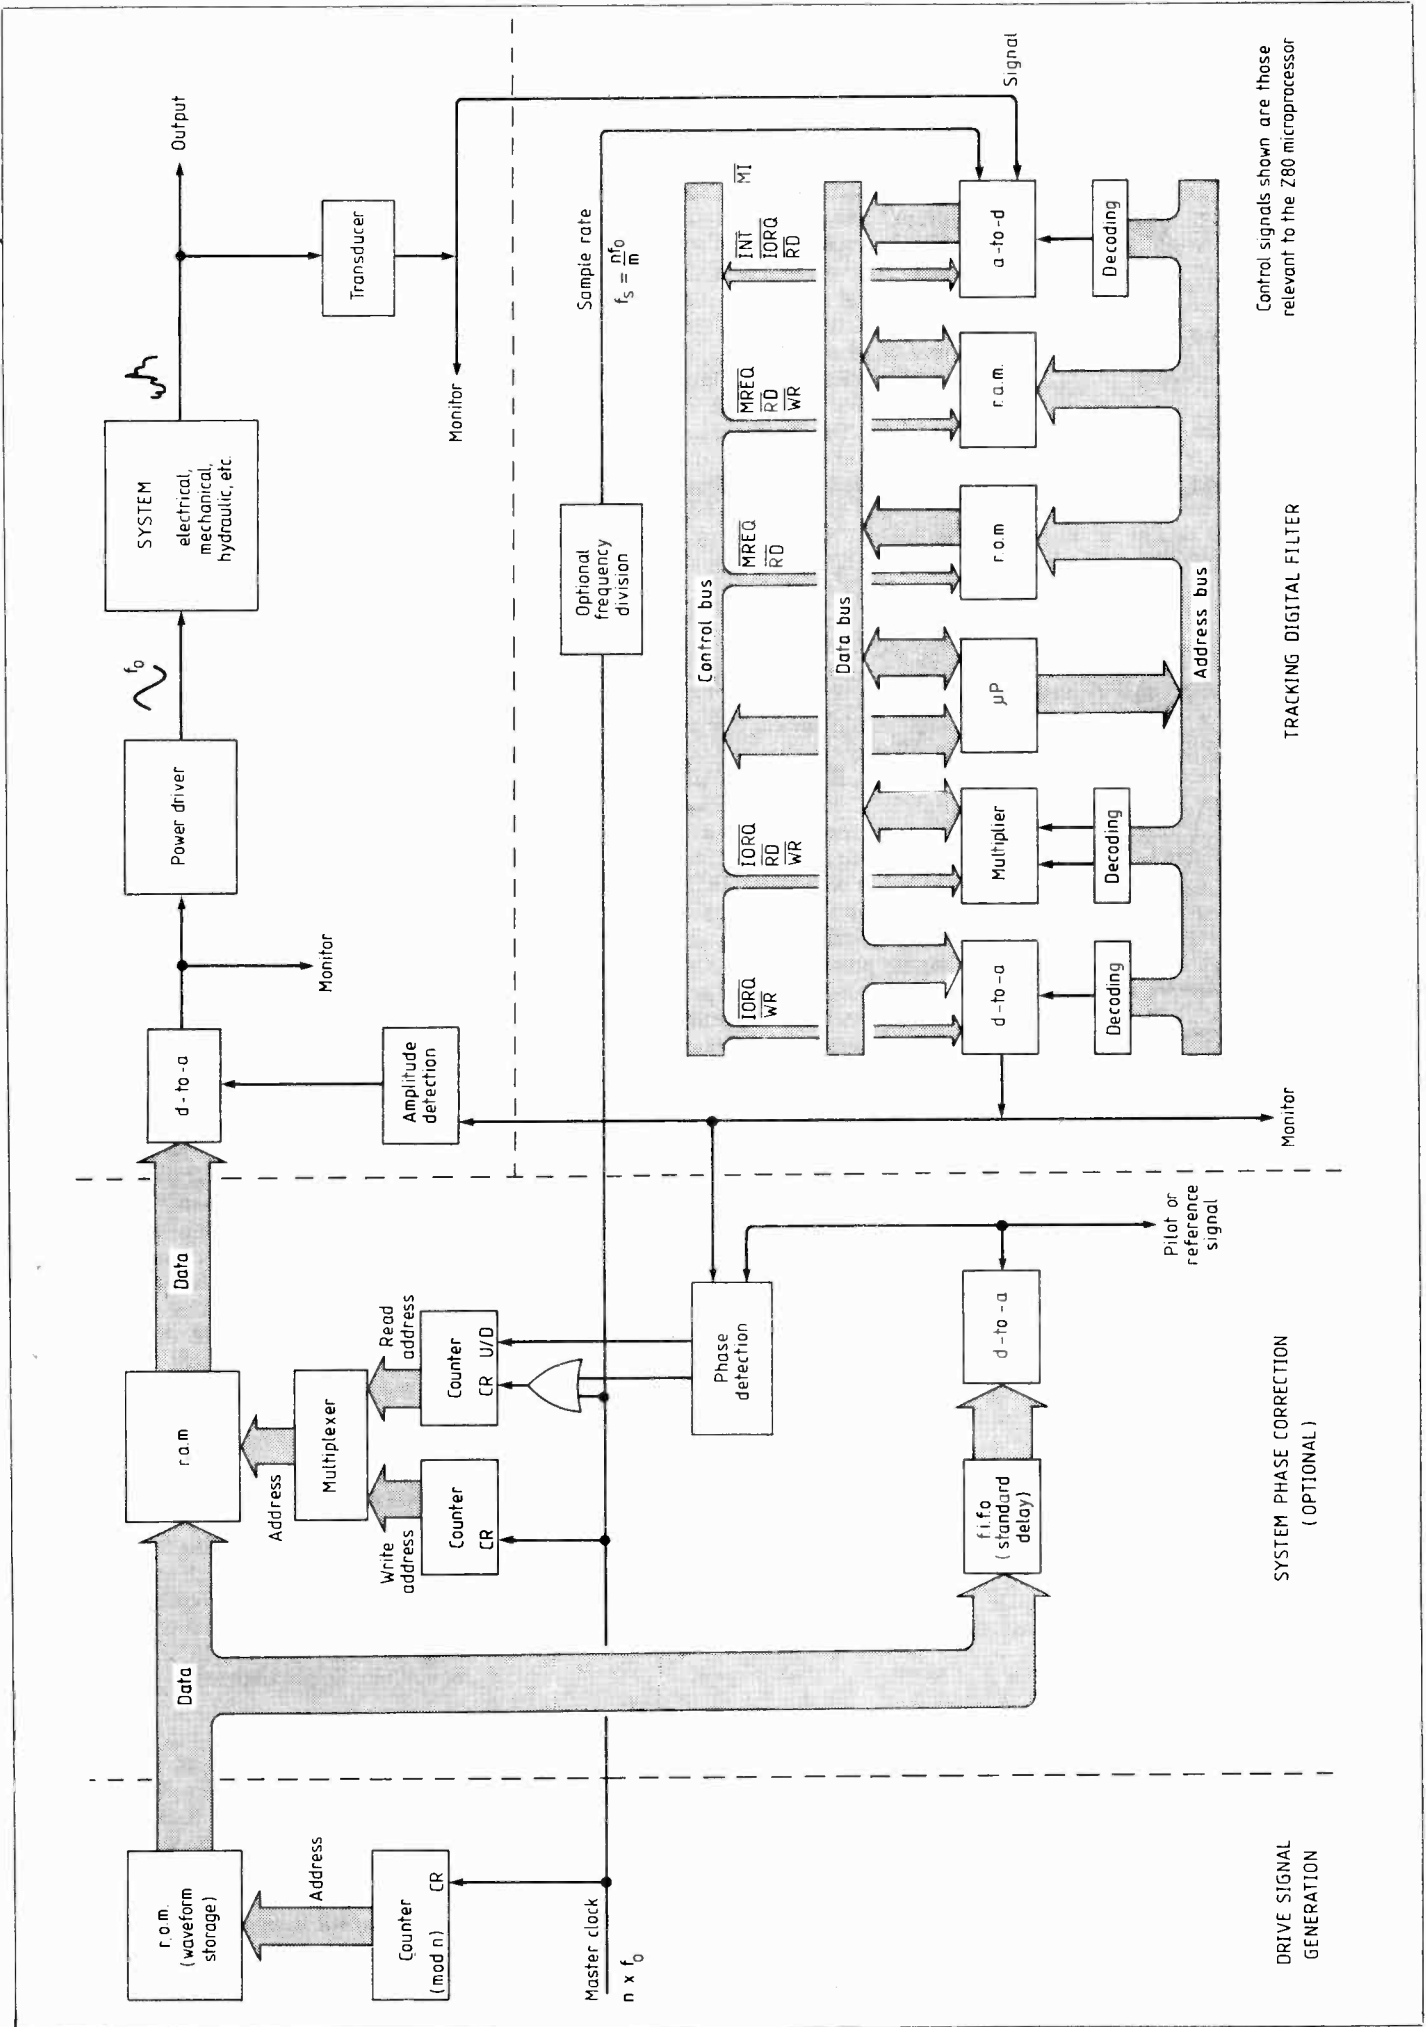 r.o.m.
(waveform
storage)
Address
Counter
(mod n)
CR
Master clock
n x f0
DRIVE SIGNAL
GENERATION
Data
r.a.m
Address
Multiplexer
Write
address
Read
address
Counter
CR
Counter
CR U/D
Phase
detection
f.i.f.o
(standard
delay)
d-to-a
Pilot or
reference
signal
SYSTEM PHASE CORRECTION
(OPTIONAL)
Data
d-to-a
Monitor
Amplitude
detection
Power driver
f0
SYSTEM
electrical,
mechanical,
hydraulic, etc.
Output
Transducer
Monitor
Optional
frequency
division
Sample rate
fs = nf0
m
Signal
Control bus
IORQ
WR
IORQ
RD
WR
MREQ
RD
MREQ
RD
WR
INT
IORQ
RD
MI
Data bus
d-to-a
Multiplier
µP
r.o.m
r.a.m.
a-to-d
Decoding
Decoding
Decoding
Address bus
Monitor
TRACKING DIGITAL FILTER
Control signals shown are those
relevant to the Z80 microprocessor